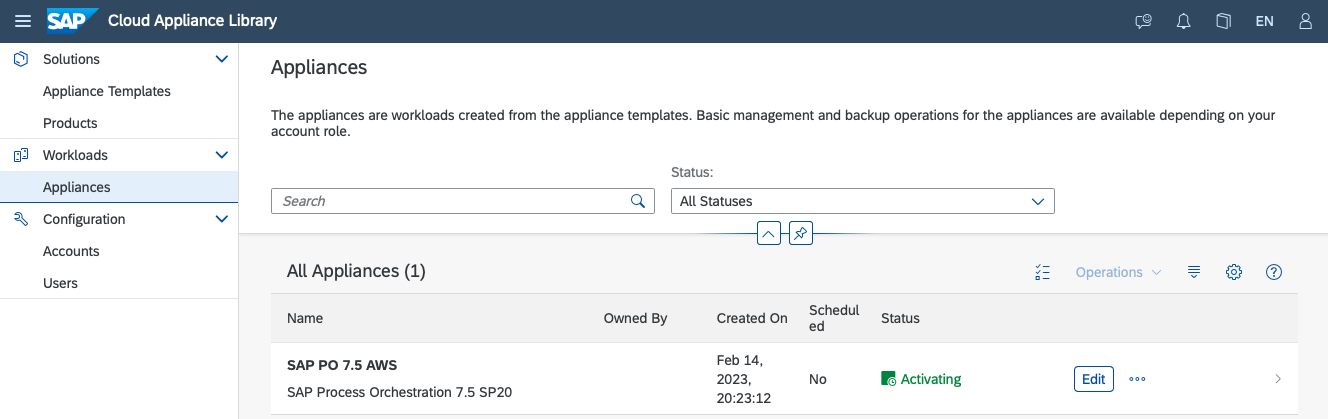 SAP Cloud Appliance Library
EN
Solutions
Appliance Templates
Products
Workloads
Appliances
Configuration
Accounts
Users
Appliances
The appliances are workloads created from the appliance templates. Basic management and backup operations for the appliances are available depending on your
account role.
Status:
Search
All Statuses
All Appliances (1)
Operations
Name Owned By Created On Schedul
ed Status
SAP PO 7.5 AWS
SAP Process Orchestration 7.5 SP20
Feb 14,
2023,
20:23:12
No
Activating
Edit